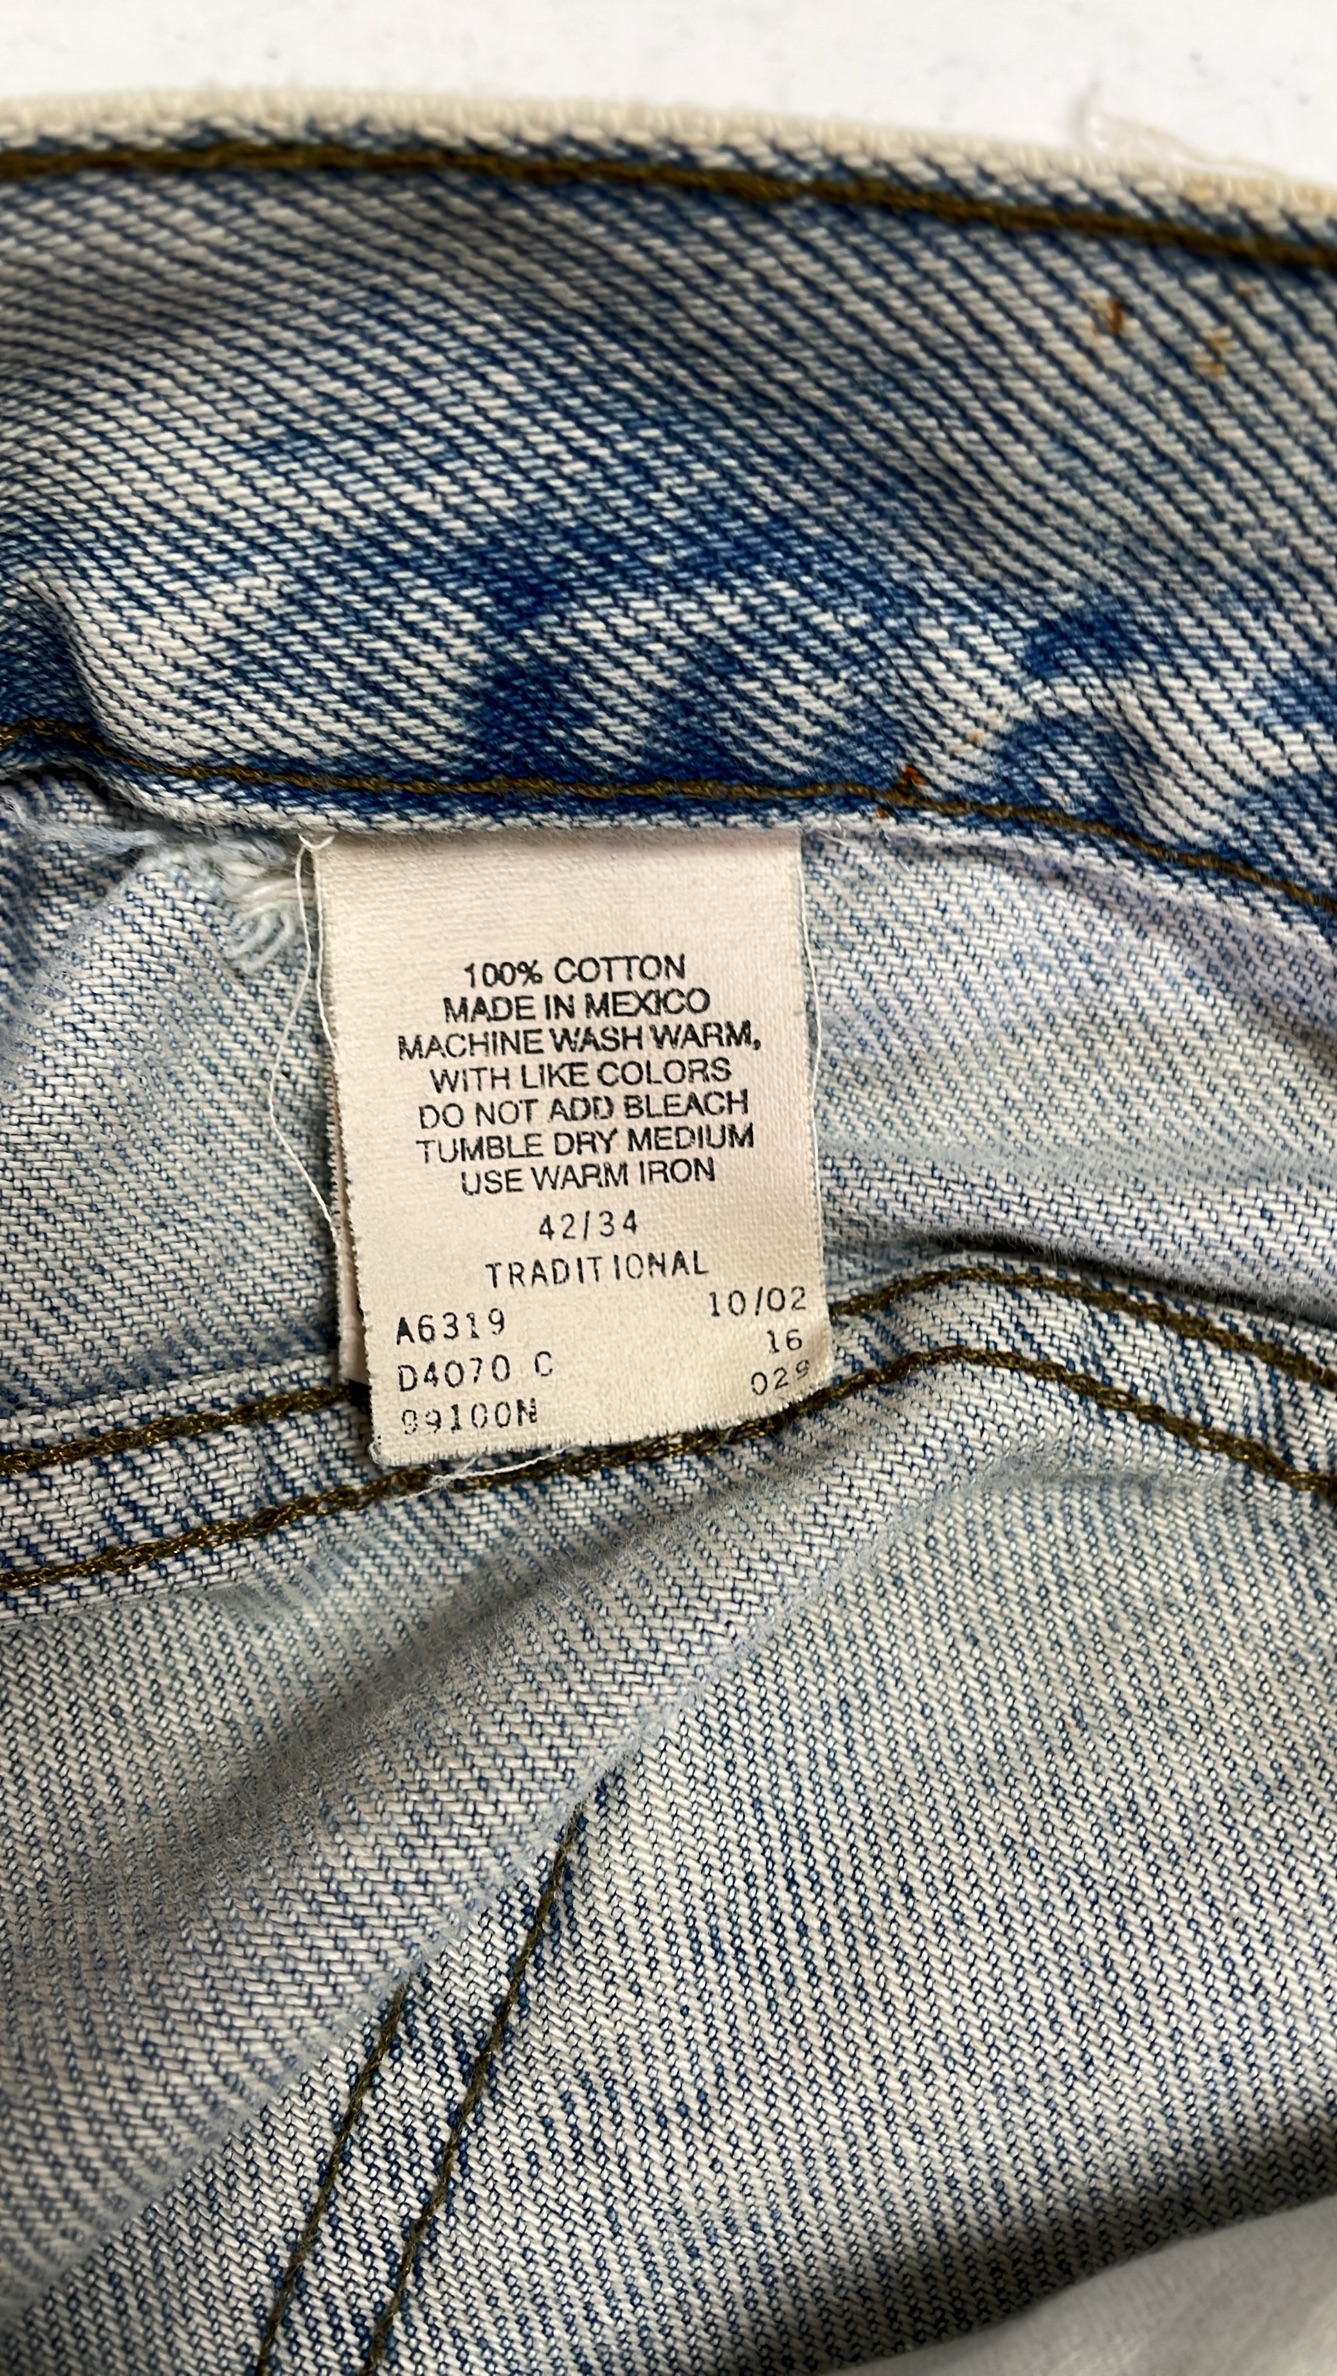 100% COTTON
MADE IN MEXICO
MACHINE WASH WARM,
WITH LIKE COLORS
DO NOT ADD BLEACH
TUMBLE DRY MEDIUM
USE WARM IRON
42/34
TRADITIONAL
A6319 10/02
D4070 C 16
99100N 029